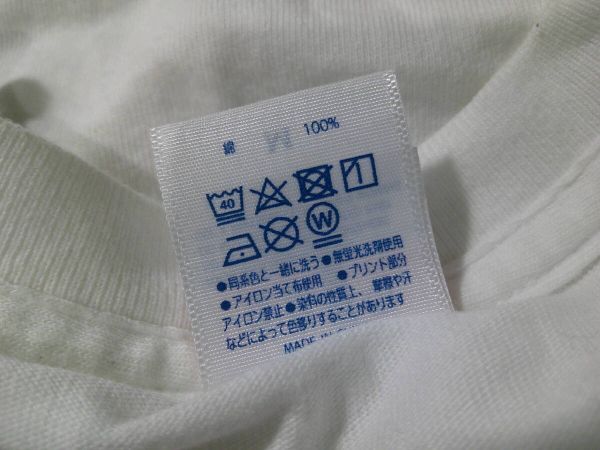 綿 100%
40
W
●同系色と一緒に洗う●無蛍光洗剤使用
●アイロン当て布使用 ●プリント部分
アイロン禁止●染料の性質上、摩擦や汗
などによって色移りすることがあります
MADE IN